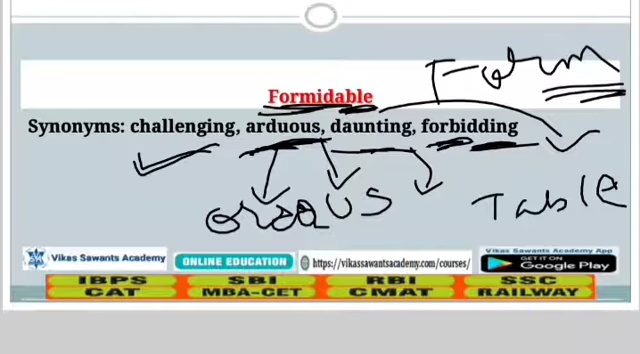 Form
Formidable
Synonyms: challenging, arduous, daunting, forbidding
Table
Vikas Sawants Academy
ONLINE EDUCATION
https://vikassawantsacademy.com/courses/
Vikas Sawants Academy App
GET IT ON
Google Play
IBPS SBI RBI SSC
CAT MBA-CET CMAT RAILWAY